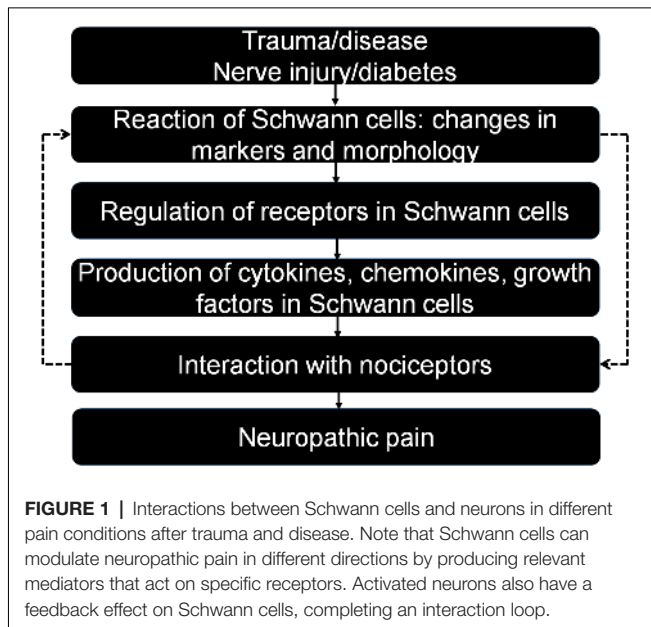 Trauma/disease
Nerve injury/diabetes
Reaction of Schwann cells: changes in
markers and morphology
Regulation of receptors in Schwann cells
Production of cytokines, chemokines, growth
factors in Schwann cells
Interaction with nociceptors
Neuropathic pain
FIGURE 1 | Interactions between Schwann cells and neurons in different
pain conditions after trauma and disease. Note that Schwann cells can
modulate neuropathic pain in different directions by producing relevant
mediators that act on specific receptors. Activated neurons also have a
feedback effect on Schwann cells, completing an interaction loop.